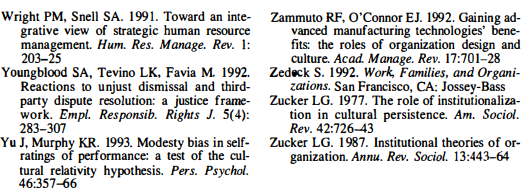 Wright PM, Snell SA. 1991. Toward an inte-
grative view of strategic human resource
management. Hum. Res. Manage. Rev. 1:
203–25
Youngblood SA, Tevino LK, Favia M. 1992.
Reactions to unjust dismissal and third-
party dispute resolution: a justice frame-
work. Empl. Responsib. Rights J. 5(4):
283–307
Yu J, Murphy KR. 1993. Modesty bias in self-
ratings of performance: a test of the cul-
tural relativity hypothesis. Pers. Psychol.
46:357–66
Zammuto RF, O'Connor EJ. 1992. Gaining ad-
vanced manufacturing technologies' bene-
fits: the roles of organization design and
culture. Acad. Manage. Rev. 17:701–28
Zedeck S. 1992. Work, Families, and Organi-
zations. San Francisco, CA: Jossey-Bass
Zucker LG. 1977. The role of institutionaliza-
tion in cultural persistence. Am. Sociol.
Rev. 42:726–43
Zucker LG. 1987. Institutional theories of or-
ganization. Annu. Rev. Sociol. 13:443–64